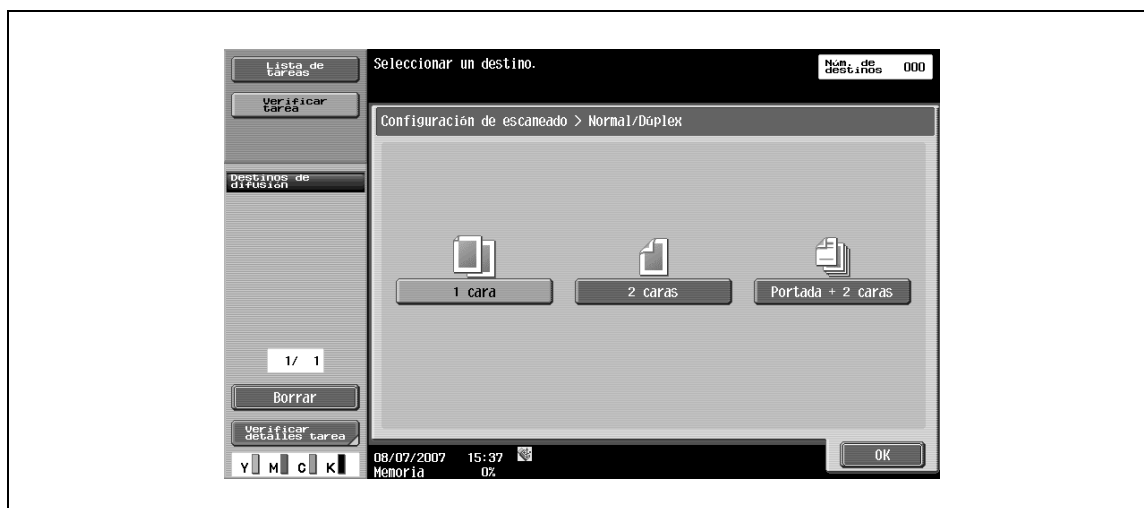 Lista de
tareas
Verificar
tarea
Destinos de
difusión
1/ 1
Borrar
Verificar
detalles tarea
Y M C K
Seleccionar un destino.
Núm. de
destinos 000
Configuración de escaneado > Normal/Dúplex
1 cara
2 caras
Portada + 2 caras
08/07/2007 15:37
Memoria 0%
OK